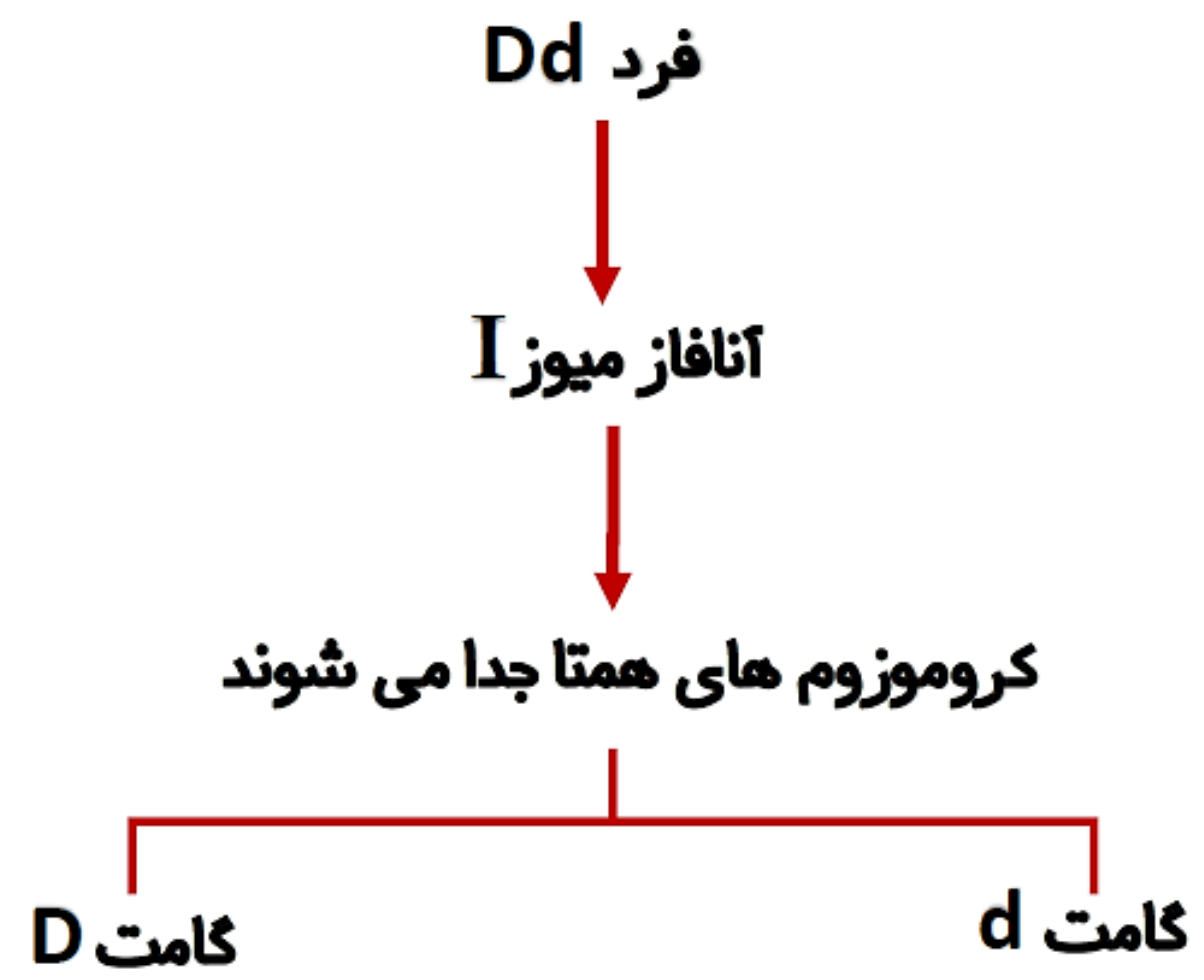 فرد Dd
آنافاز میوز I
کروموزوم های همتا جدا می شوند
گامت d
گامت D